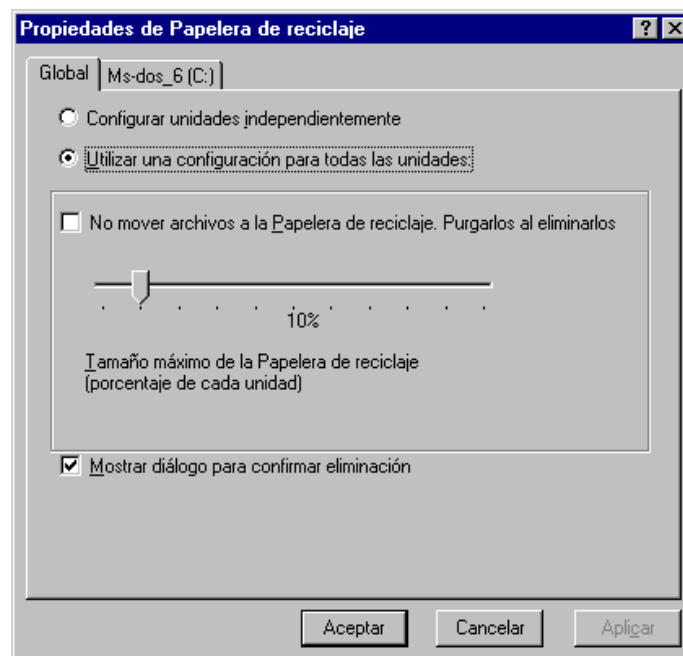 Propiedades de Papelera de reciclaje
Global
Ms-dos_6 (C:)
Configurar unidades independientemente
Utilizar una configuración para todas las unidades:
No mover archivos a la Papelera de reciclaje. Purgarlos al eliminarlos
10%
Tamaño máximo de la Papelera de reciclaje
(porcentaje de cada unidad)
Mostrar diálogo para confirmar eliminación
Aceptar
Cancelar
Aplicar